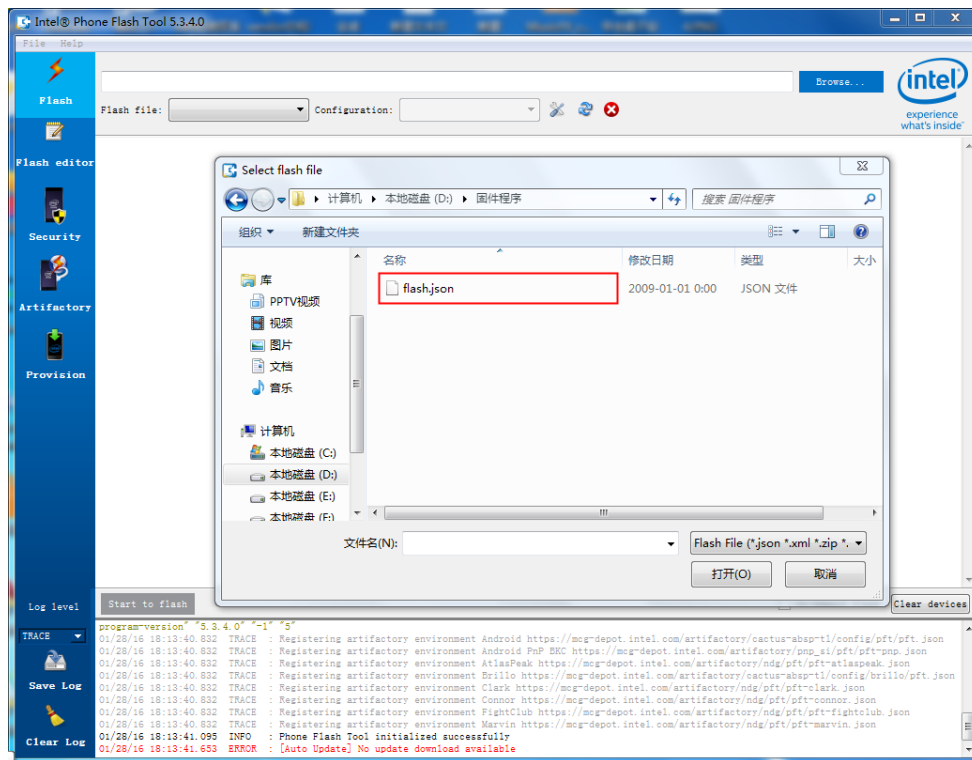 Intel® Phone Flash Tool 5.3.4.0
File Help
Flash
Browse...
Flash file:
Configuration:
intel
experience
what's inside™
Flash editor
Security
Artifactory
Provision
Select flash file
计算机 本地磁盘 (D:) 固件程序
搜索 固件程序
组织 新建文件夹
名称 修改日期 类型 大小
flash.json 2009-01-01 0:00 JSON 文件
库
PPTV视频
视频
图片
文档
音乐
计算机
本地磁盘 (C:)
本地磁盘 (D:)
本地磁盘 (E:)
本地磁盘 (F:)
文件名(N):
Flash File (*.json *.xml *.zip *.
打开(O) 取消
Log level
Start to flash
Clear devices
TRACE
Save Log
Clear Log
program-version" "5.3.4.0" "-1" "5"
01/28/16 18:13:40.832 TRACE : Registering artifactory environment Android https://mcg-depot.intel.com/artifactory/cactus-absp-tl/config/pft/pft.json
01/28/16 18:13:40.832 TRACE : Registering artifactory environment Android PnP BKC https://mcg-depot.intel.com/artifactory/pnp_si/pft/pft-pnp.json
01/28/16 18:13:40.832 TRACE : Registering artifactory environment AtlasPeak https://mcg-depot.intel.com/artifactory/ndg/pft/pft-atlaspeak.json
01/28/16 18:13:40.832 TRACE : Registering artifactory environment Brillo https://mcg-depot.intel.com/artifactory/cactus-absp-tl/config/brillo/pft.json
01/28/16 18:13:40.832 TRACE : Registering artifactory environment Clark https://mcg-depot.intel.com/artifactory/ndg/pft/pft-clark.json
01/28/16 18:13:40.832 TRACE : Registering artifactory environment Connor https://mcg-depot.intel.com/artifactory/ndg/pft/pft-connor.json
01/28/16 18:13:40.832 TRACE : Registering artifactory environment FightClub https://mcg-depot.intel.com/artifactory/ndg/pft/pft-fightclub.json
01/28/16 18:13:40.832 TRACE : Registering artifactory environment Marvin https://mcg-depot.intel.com/artifactory/ndg/pft/pft-marvin.json
01/28/16 18:13:41.095 INFO : Phone Flash Tool initialized successfully
01/28/16 18:13:41.653 ERROR : [Auto Update] No update download available